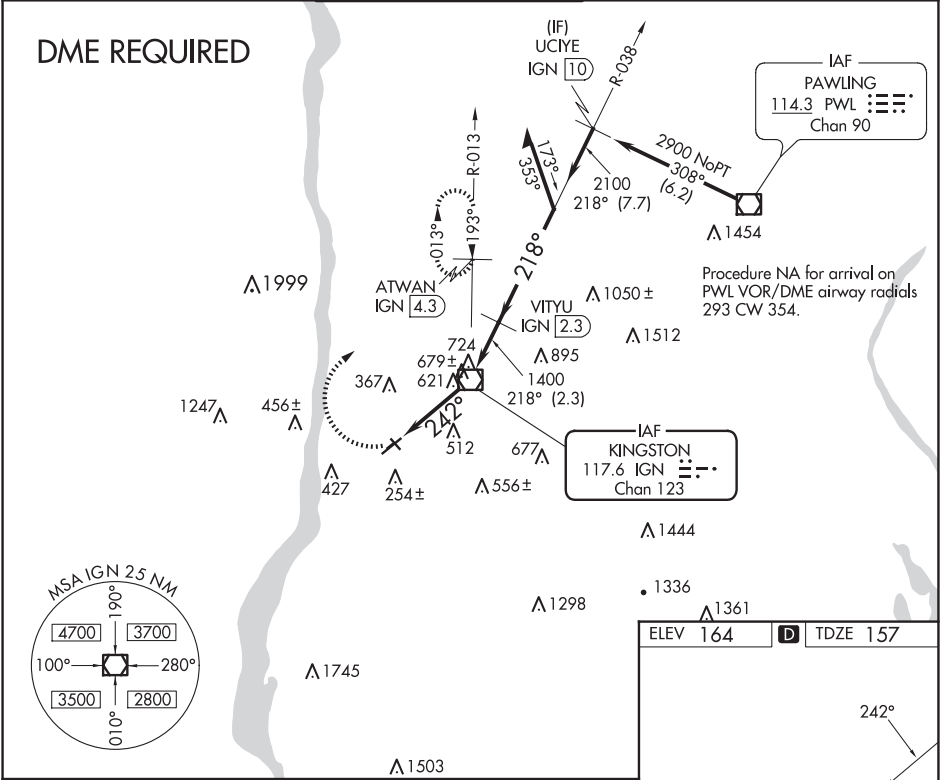 DME REQUIRED
(IF)
UCIYE
IGN 10
R-038
IAF
PAWLING
114.3 PWL
Chan 90
2900 NoPT
308°
(6.2)
1454
173°
353°
2100
218° (7.7)
R-013
013°
193°
218°
ATWAN
IGN 4.3
1999
Procedure NA for arrival on
PWL VOR/DME airway radials
293 CW 354.
1050 ±
VITYU
IGN 2.3
1512
724
679±
621
895
367
1400
218° (2.3)
1247
456±
242°
512
677
IAF
KINGSTON
117.6 IGN
Chan 123
427
254±
556±
1444
1336
1298
1361
MSA IGN 25 NM
190°
4700
3700
100°
280°
3500
2800
010°
1745
1503
ELEV 164 D TDZE 157
242°